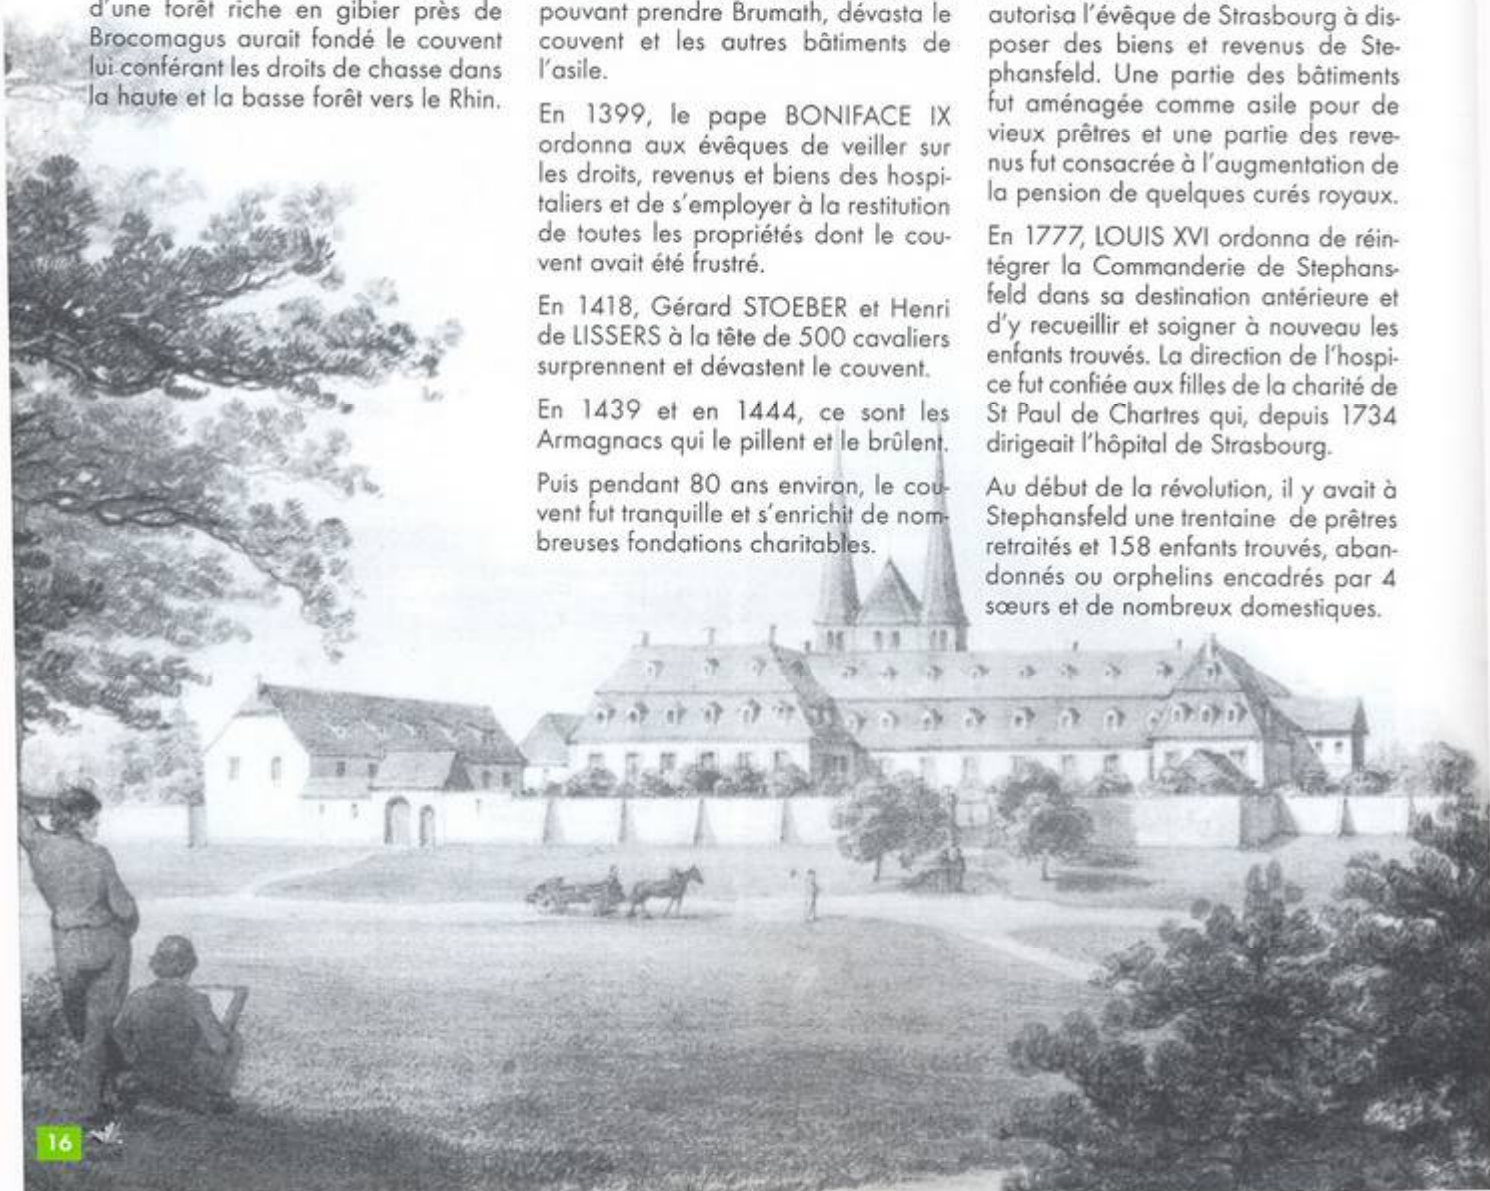 d'une forêt riche en gibier près de
Brocomagus aurait fondé le couvent
lui conférant les droits de chasse dans
la haute et la basse forêt vers le Rhin.
pouvant prendre Brumath, dévasta le
couvent et les autres bâtiments de
l'asile.
En 1399, le pape BONIFACE IX
ordonna aux évêques de veiller sur
les droits, revenus et biens des hospi-
taliers et de s'employer à la restitution
de toutes les propriétés dont le cou-
vent avait été frustré.
En 1418, Gérard STOEBER et Henri
de LISSERS à la tête de 500 cavaliers
surprennent et dévastent le couvent.
En 1439 et en 1444, ce sont les
Armagnacs qui le pillent et le brûlent.
Puis pendant 80 ans environ, le cou-
vent fut tranquille et s'enrichit de nom-
breuses fondations charitables.
autorisa l'évêque de Strasbourg à dis-
poser des biens et revenus de Ste-
phansfeld. Une partie des bâtiments
fut aménagée comme asile pour de
vieux prêtres et une partie des reve-
nus fut consacrée à l'augmentation de
la pension de quelques curés royaux.
En 1777, LOUIS XVI ordonna de réin-
tégrer la Commanderie de Stephans-
feld dans sa destination antérieure et
d'y recueillir et soigner à nouveau les
enfants trouvés. La direction de l'hospi-
ce fut confiée aux filles de la charité de
St Paul de Chartres qui, depuis 1734
dirigeait l'hôpital de Strasbourg.
Au début de la révolution, il y avait à
Stephansfeld une trentaine de prêtres
retraités et 158 enfants trouvés, aban-
donnés ou orphelins encadrés par 4
sœurs et de nombreux domestiques.
16